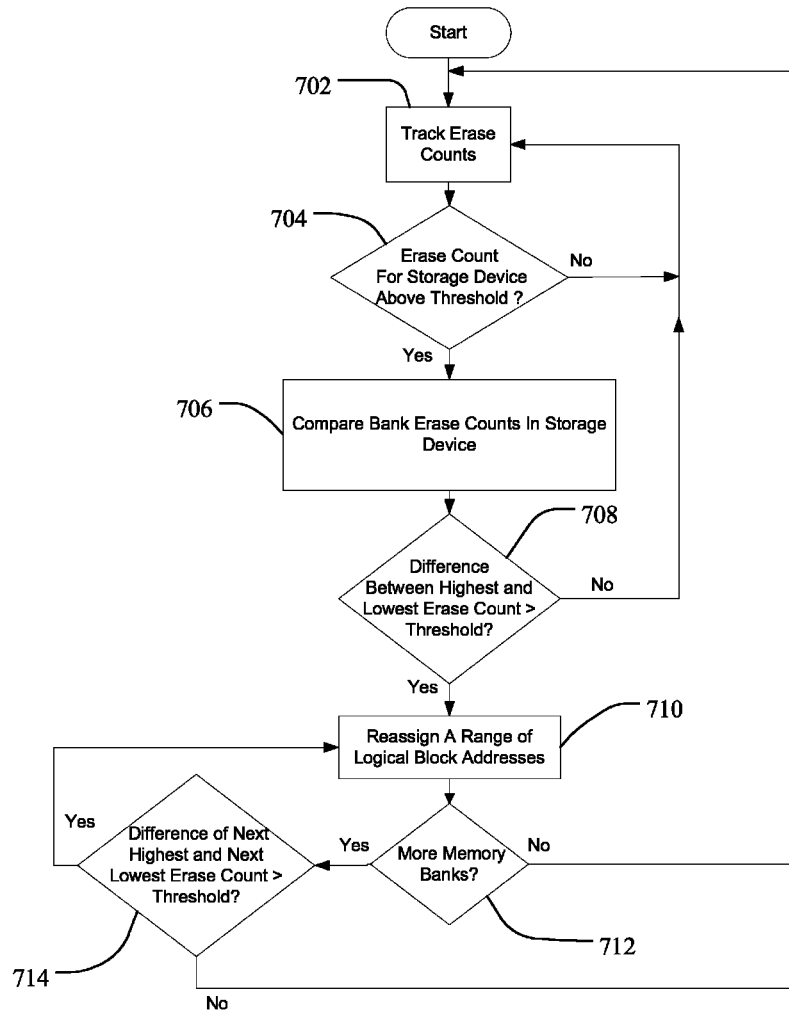 Start
702
Track Erase
Counts
704
Erase Count
For Storage Device
Above Threshold ?
No
Yes
706
Compare Bank Erase Counts In Storage
Device
708
Difference
Between Highest and
Lowest Erase Count >
Threshold?
No
Yes
710
Reassign A Range of
Logical Block Addresses
Yes
Difference of Next
Highest and Next
Lowest Erase Count >
Threshold?
Yes
More Memory
Banks?
No
712
714
No